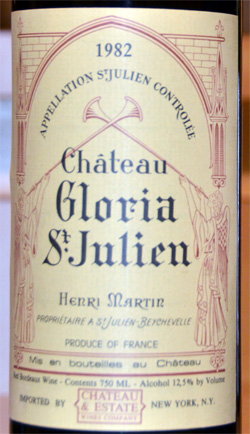 1982
APPELLATION ST JULIEN CONTROLÉE
Château
Gloria
St. Julien
HENRI MARTIN
PROPRIÉTAIRE A ST JULIEN-BEYCHEVELLE
PRODUCE OF FRANCE
Mis en bouteilles au Château
Red Bordeaux Wine - Contents 750 ML - Alcohol 12,5% by Volume
IMPORTED BY CHATEAU & ESTATE WINES COMPANY NEW YORK, N.Y.